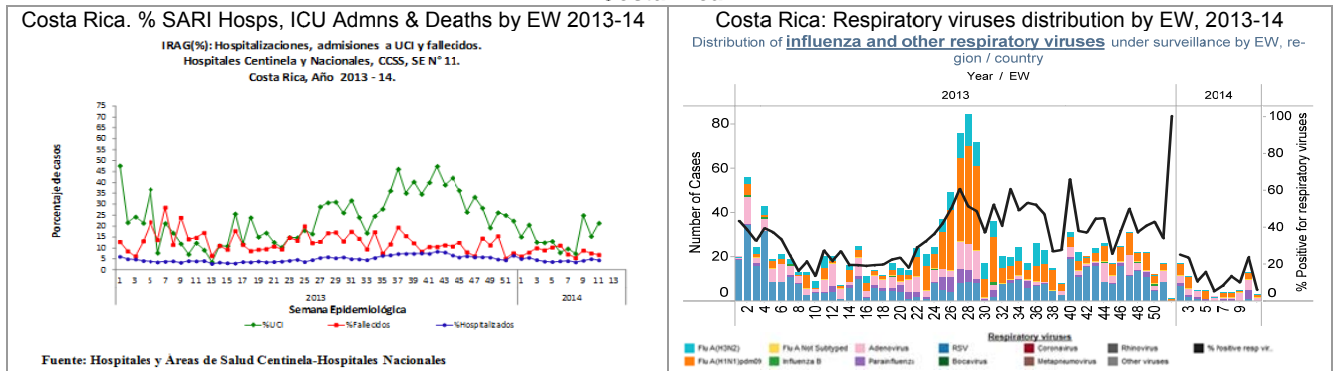 Costa Rica. % SARI Hosps, ICU Admns & Deaths by EW 2013-14
IRAG(%): Hospitalizaciones, admisiones a UCI y fallecidos.
Hospitales Centinela y Nacionales, CCSS, SE N° 11.
Costa Rica, Año 2013 - 14.
Porcentaje de casos
75
70
65
60
55
50
45
40
35
30
25
20
15
10
5
0
1 3 5 7 9 11 13 15 17 19 21 23 25 27 29 31 33 35 37 39 41 43 45 47 49 51 1 3 5 7 9 11 13
2013 2014
Semana Epidemiológica
%UCI %Fallecidos %Hospitalizados
Fuente: Hospitales y Áreas de Salud Centinela-Hospitales Nacionales
Costa Rica: Respiratory viruses distribution by EW, 2013-14
Distribution of influenza and other respiratory viruses under surveillance by EW, re-
gion / country
Year / EW
2013 2014
Number of Cases
80
60
40
20
0
% Positive for respiratory viruses
100
80
60
40
20
0
2 4 6 8 10 12 14 16 18 20 22 24 26 28 30 32 34 36 38 40 42 44 46 48 50 3 5 7 9
Respiratory viruses
Flu A(H3N2) Flu A Not Subtyped Adenovirus RSV Coronavirus Rhinovirus % Positive resp vir..
Flu A(H1N1)pdm09 Influenza B Parainfluenza Bocavirus Metapneumovirus Other viruses